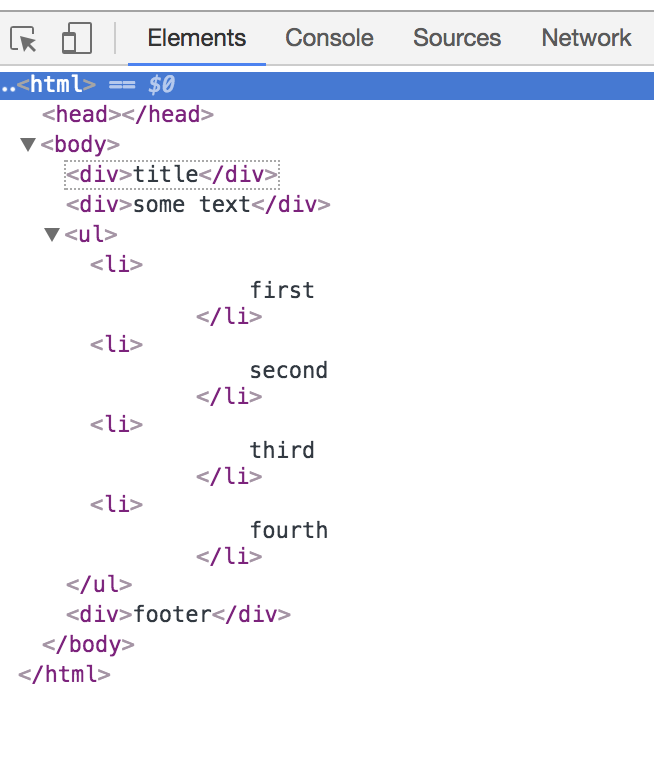 Elements Console Sources Network
..<html> == $0
<head></head>
<body>
<div>title</div>
<div>some text</div>
<ul>
<li>
first
</li>
<li>
second
</li>
<li>
third
</li>
<li>
fourth
</li>
</ul>
<div>footer</div>
</body>
</html>